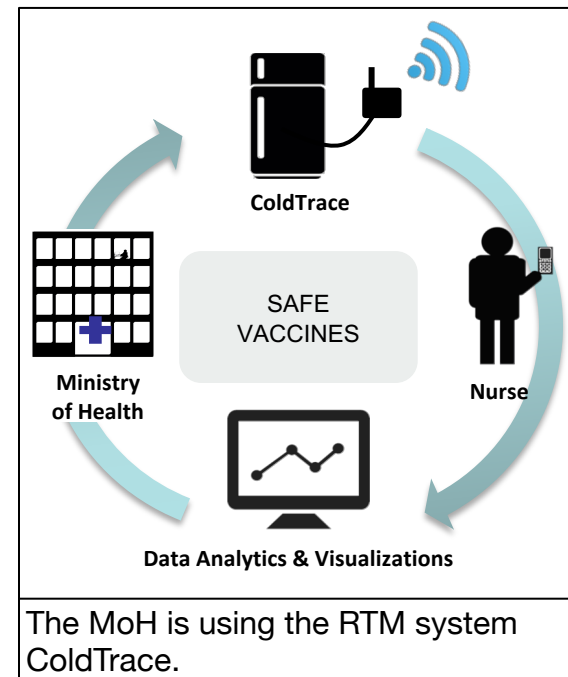 ColdTrace
SAFE
VACCINES
Ministry
of Health
Nurse
Data Analytics & Visualizations
The MoH is using the RTM system
ColdTrace.